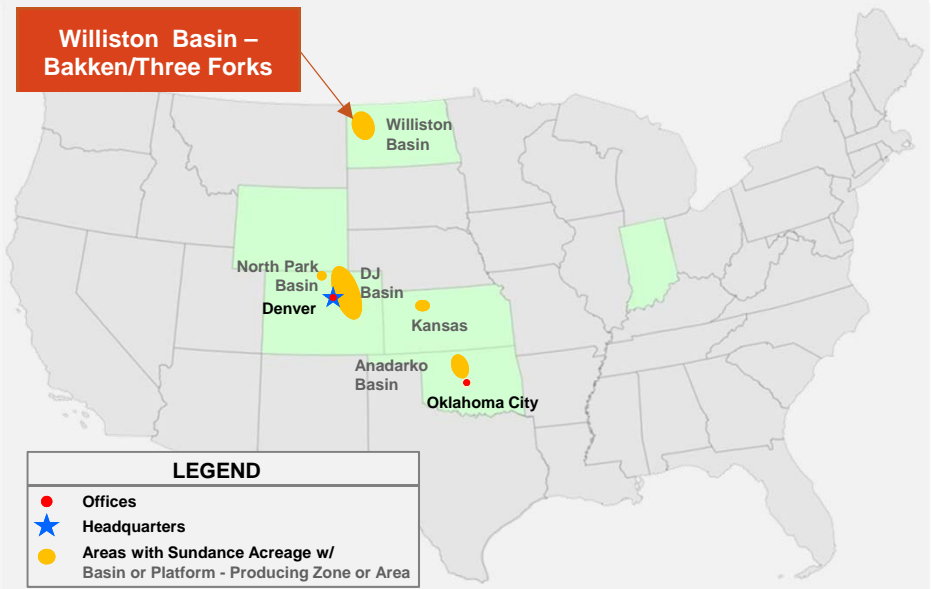 Williston Basin –
Bakken/Three Forks
Williston
Basin
North Park
Basin
DJ
Basin
Denver
Kansas
Anadarko
Basin
Oklahoma City
LEGEND
Offices
Headquarters
Areas with Sundance Acreage w/
Basin or Platform - Producing Zone or Area